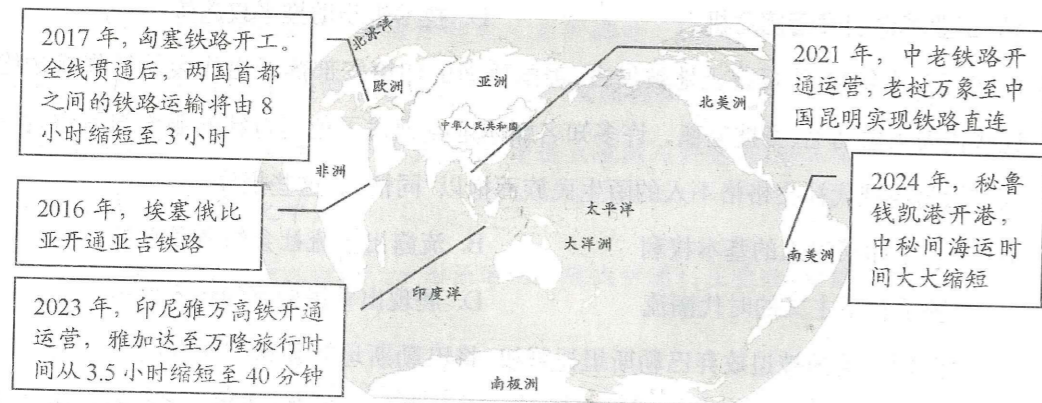 2017 年，匈塞铁路开工。
全线贯通后，两国首都
之间的铁路运输将由 8
小时缩短至 3 小时
2016 年，埃塞俄比
亚开通亚吉铁路
2023 年，印尼雅万高铁开通
运营，雅加达至万隆旅行时
间从 3.5 小时缩短至 40 分钟
北冰洋
欧洲
亚洲
中华人民共和国
非洲
北美洲
太平洋
大洋洲
南美洲
印度洋
南极洲
2021 年，中老铁路开
通运营，老挝万象至中
国昆明实现铁路直连
2024 年，秘鲁
钱凯港开港，
中秘间海运时
间大大缩短